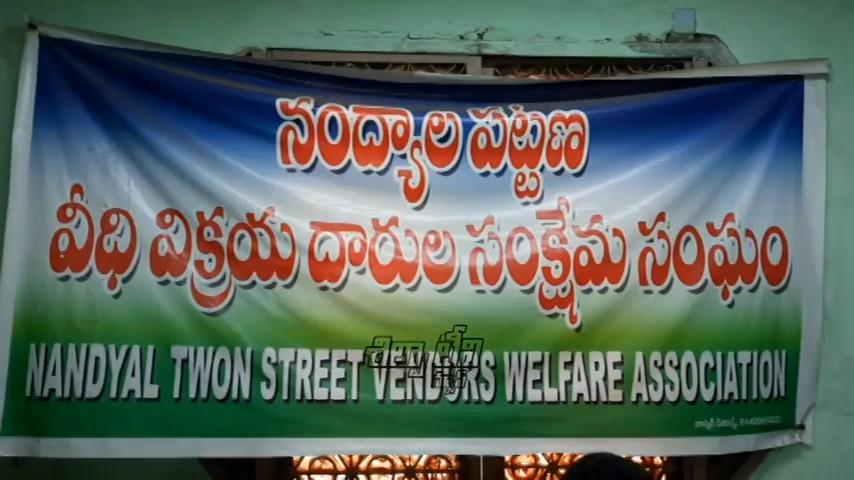 నంద్యాల పట్టణ
వీధి విక్రయ దారుల సంక్షేమ సంఘం
NANDYAL TWON STREET VENDORS WELFARE ASSOCIATION